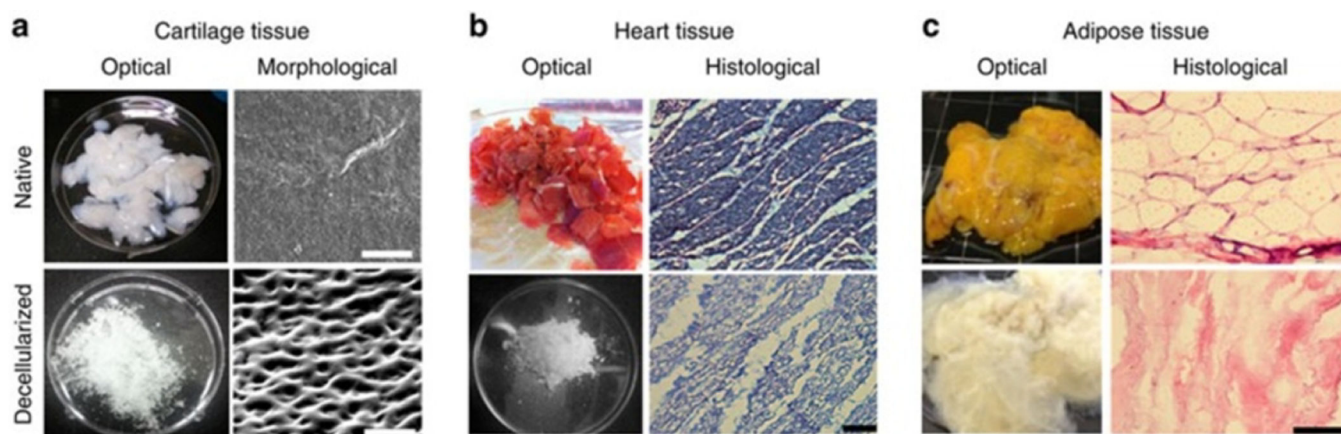 a
Cartilage tissue
Optical
Morphological
b
Heart tissue
Optical
Histological
c
Adipose tissue
Optical
Histological
Native
Decellularized